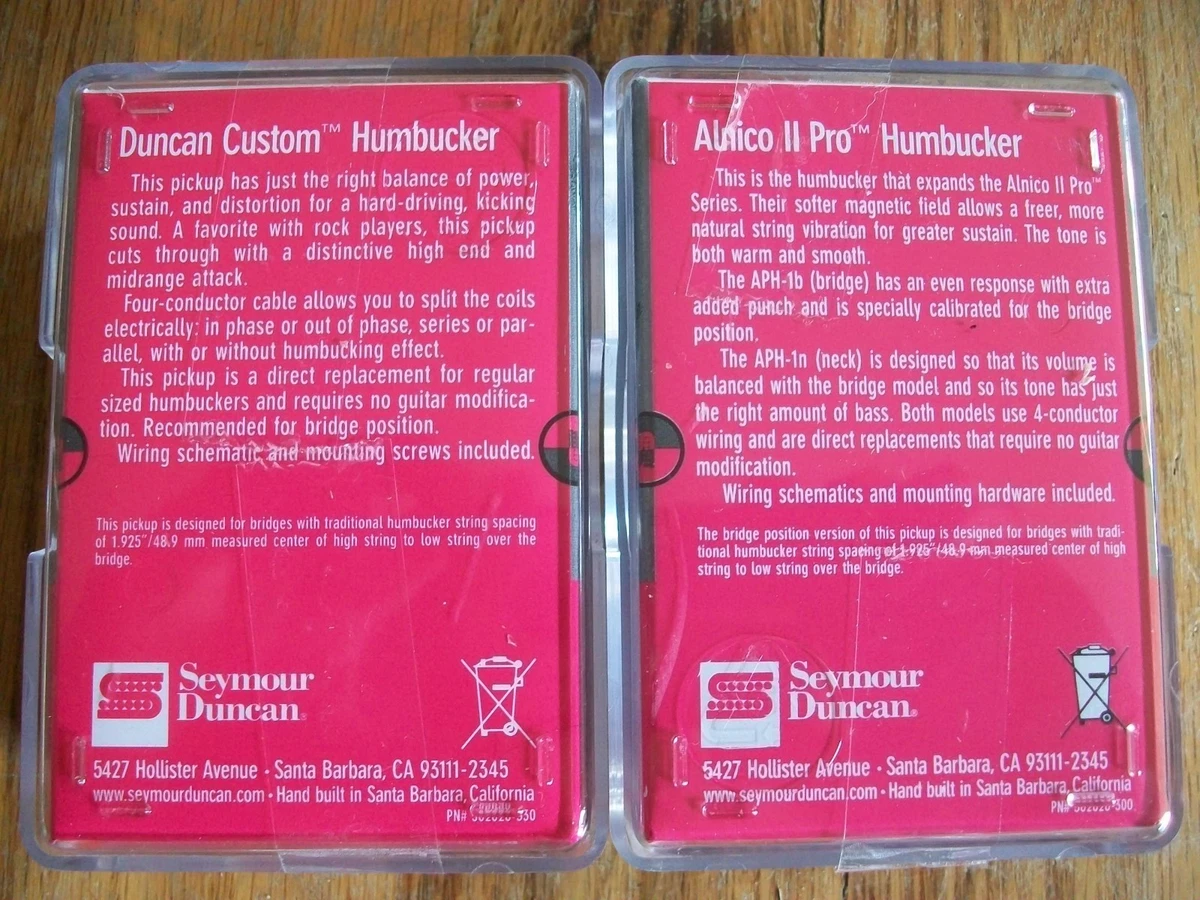 Duncan Custom™ Humbucker
This pickup has just the right balance of power,
sustain, and distortion for a hard-driving, kicking
sound. A favorite with rock players, this pickup
cuts through with a distinctive high end and
midrange attack.
Four-conductor cable allows you to split the coils
electrically: in phase or out of phase, series or par-
allel, with or without humbucking effect.
This pickup is a direct replacement for regular
sized humbuckers and requires no guitar modifica-
tion. Recommended for bridge position.
Wiring schematic and mounting screws included.
This pickup is designed for bridges with traditional humbucker string spacing
of 1.925"/48.9 mm measured center of high string to low string over the
bridge.
Seymour
Duncan®
5427 Hollister Avenue • Santa Barbara, CA 93111-2345
www.seymourduncan.com • Hand built in Santa Barbara, California
PN#
Alnico II Pro™ Humbucker
This is the humbucker that expands the Alnico II Pro™
Series. Their softer magnetic field allows a freer, more
natural string vibration for greater sustain. The tone is
both warm and smooth.
The APH-1b (bridge) has an even response with extra
added punch and is specially calibrated for the bridge
position.
The APH-1n (neck) is designed so that its volume is
balanced with the bridge model and so its tone has just
the right amount of bass. Both models use 4-conductor
wiring and are direct replacements that require no guitar
modification.
Wiring schematics and mounting hardware included.
The bridge position version of this pickup is designed for bridges with tradi-
tional humbucker string spacing of 1.925"/48.9 mm measured center of high
string to low string over the bridge.
Seymour
Duncan®
5427 Hollister Avenue • Santa Barbara, CA 93111-2345
www.seymourduncan.com • Hand built in Santa Barbara, California
PN#